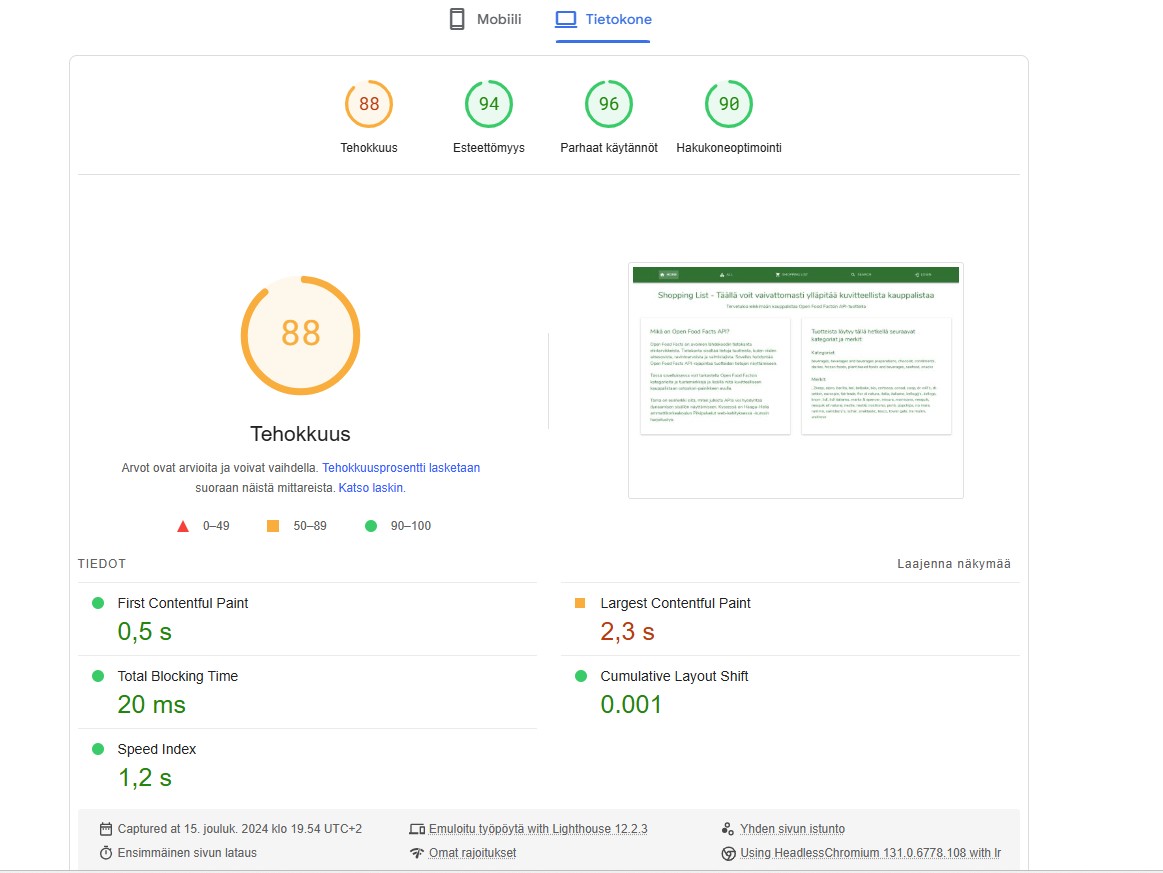 Mobiili
Tietokone
88
94
96
90
Tehokkuus
Esteettömyys
Parhaat käytännöt
Hakukoneoptimointi
88
Tehokkuus
Arvot ovat arvioita ja voivat vaihdella. Tehokkuusprosentti lasketaan
suoraan näistä mittareista. Katso laskin.
0–49
50–89
90–100
Shopping List - Täällä voit vaivattomasti ylläpitää kuvitteellista kauppalistaa
Mikä on Open Food Facts API?
Tuotteista löytyy tällä hetkellä seuraavat
kategoriat ja merkit:
Kategoriat
Merkit
TIEDOT
Laajenna näkymää
First Contentful Paint
0,5 s
Largest Contentful Paint
2,3 s
Total Blocking Time
20 ms
Cumulative Layout Shift
0.001
Speed Index
1,2 s
Captured at 15. jouluk. 2024 klo 19.54 UTC+2
Emuloitu työpöytä with Lighthouse 12.2.3
Yhden sivun istunto
Ensimmäinen sivun lataus
Omat rajoitukset
Using HeadlessChromium 131.0.6778.108 with lr